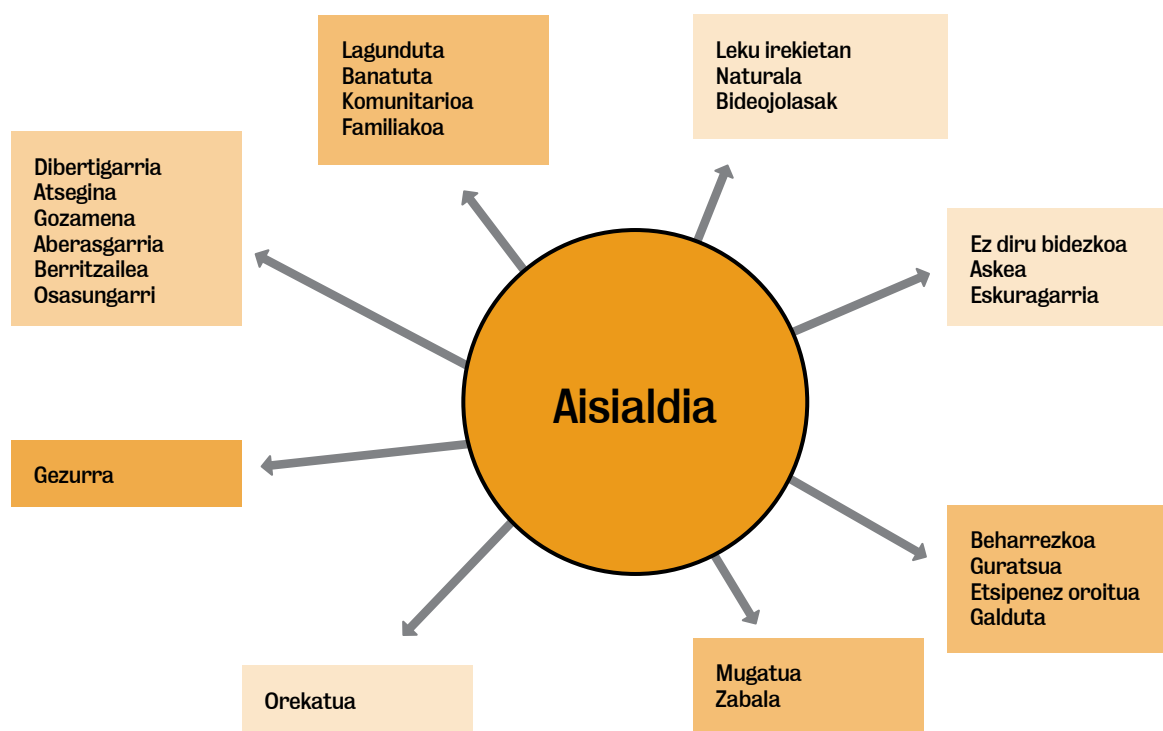 Lagunduta
Banatuta
Komunitarioa
Familiakoa
Leku irekietan
Naturala
Bideojolasak
Dibertigarria
Atsegina
Gozamena
Aberasgarria
Berritzailea
Osasungarri
Ez diru bidezkoa
Askea
Eskuragarria
Aisialdia
Gezurra
Beharrezkoa
Guratsua
Etsipenez oroitua
Galduta
Orekatua
Mugatua
Zabala